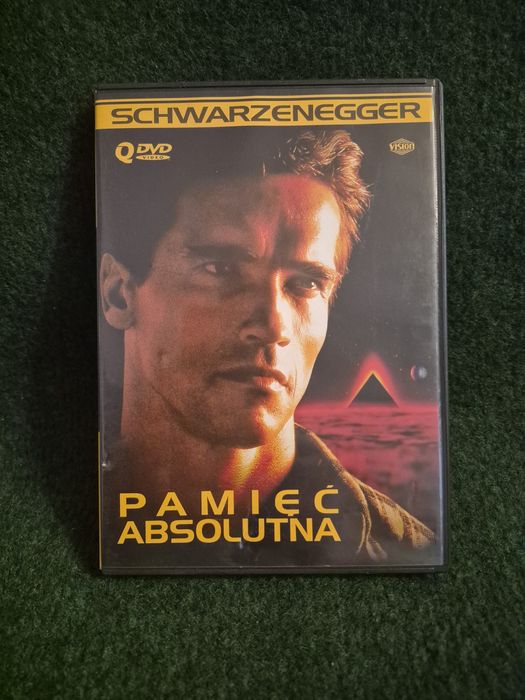 SCHWARZENEGGER
Q DVD
VIDEO
VISION
PAMIĘĆ
ABSOLUTNA